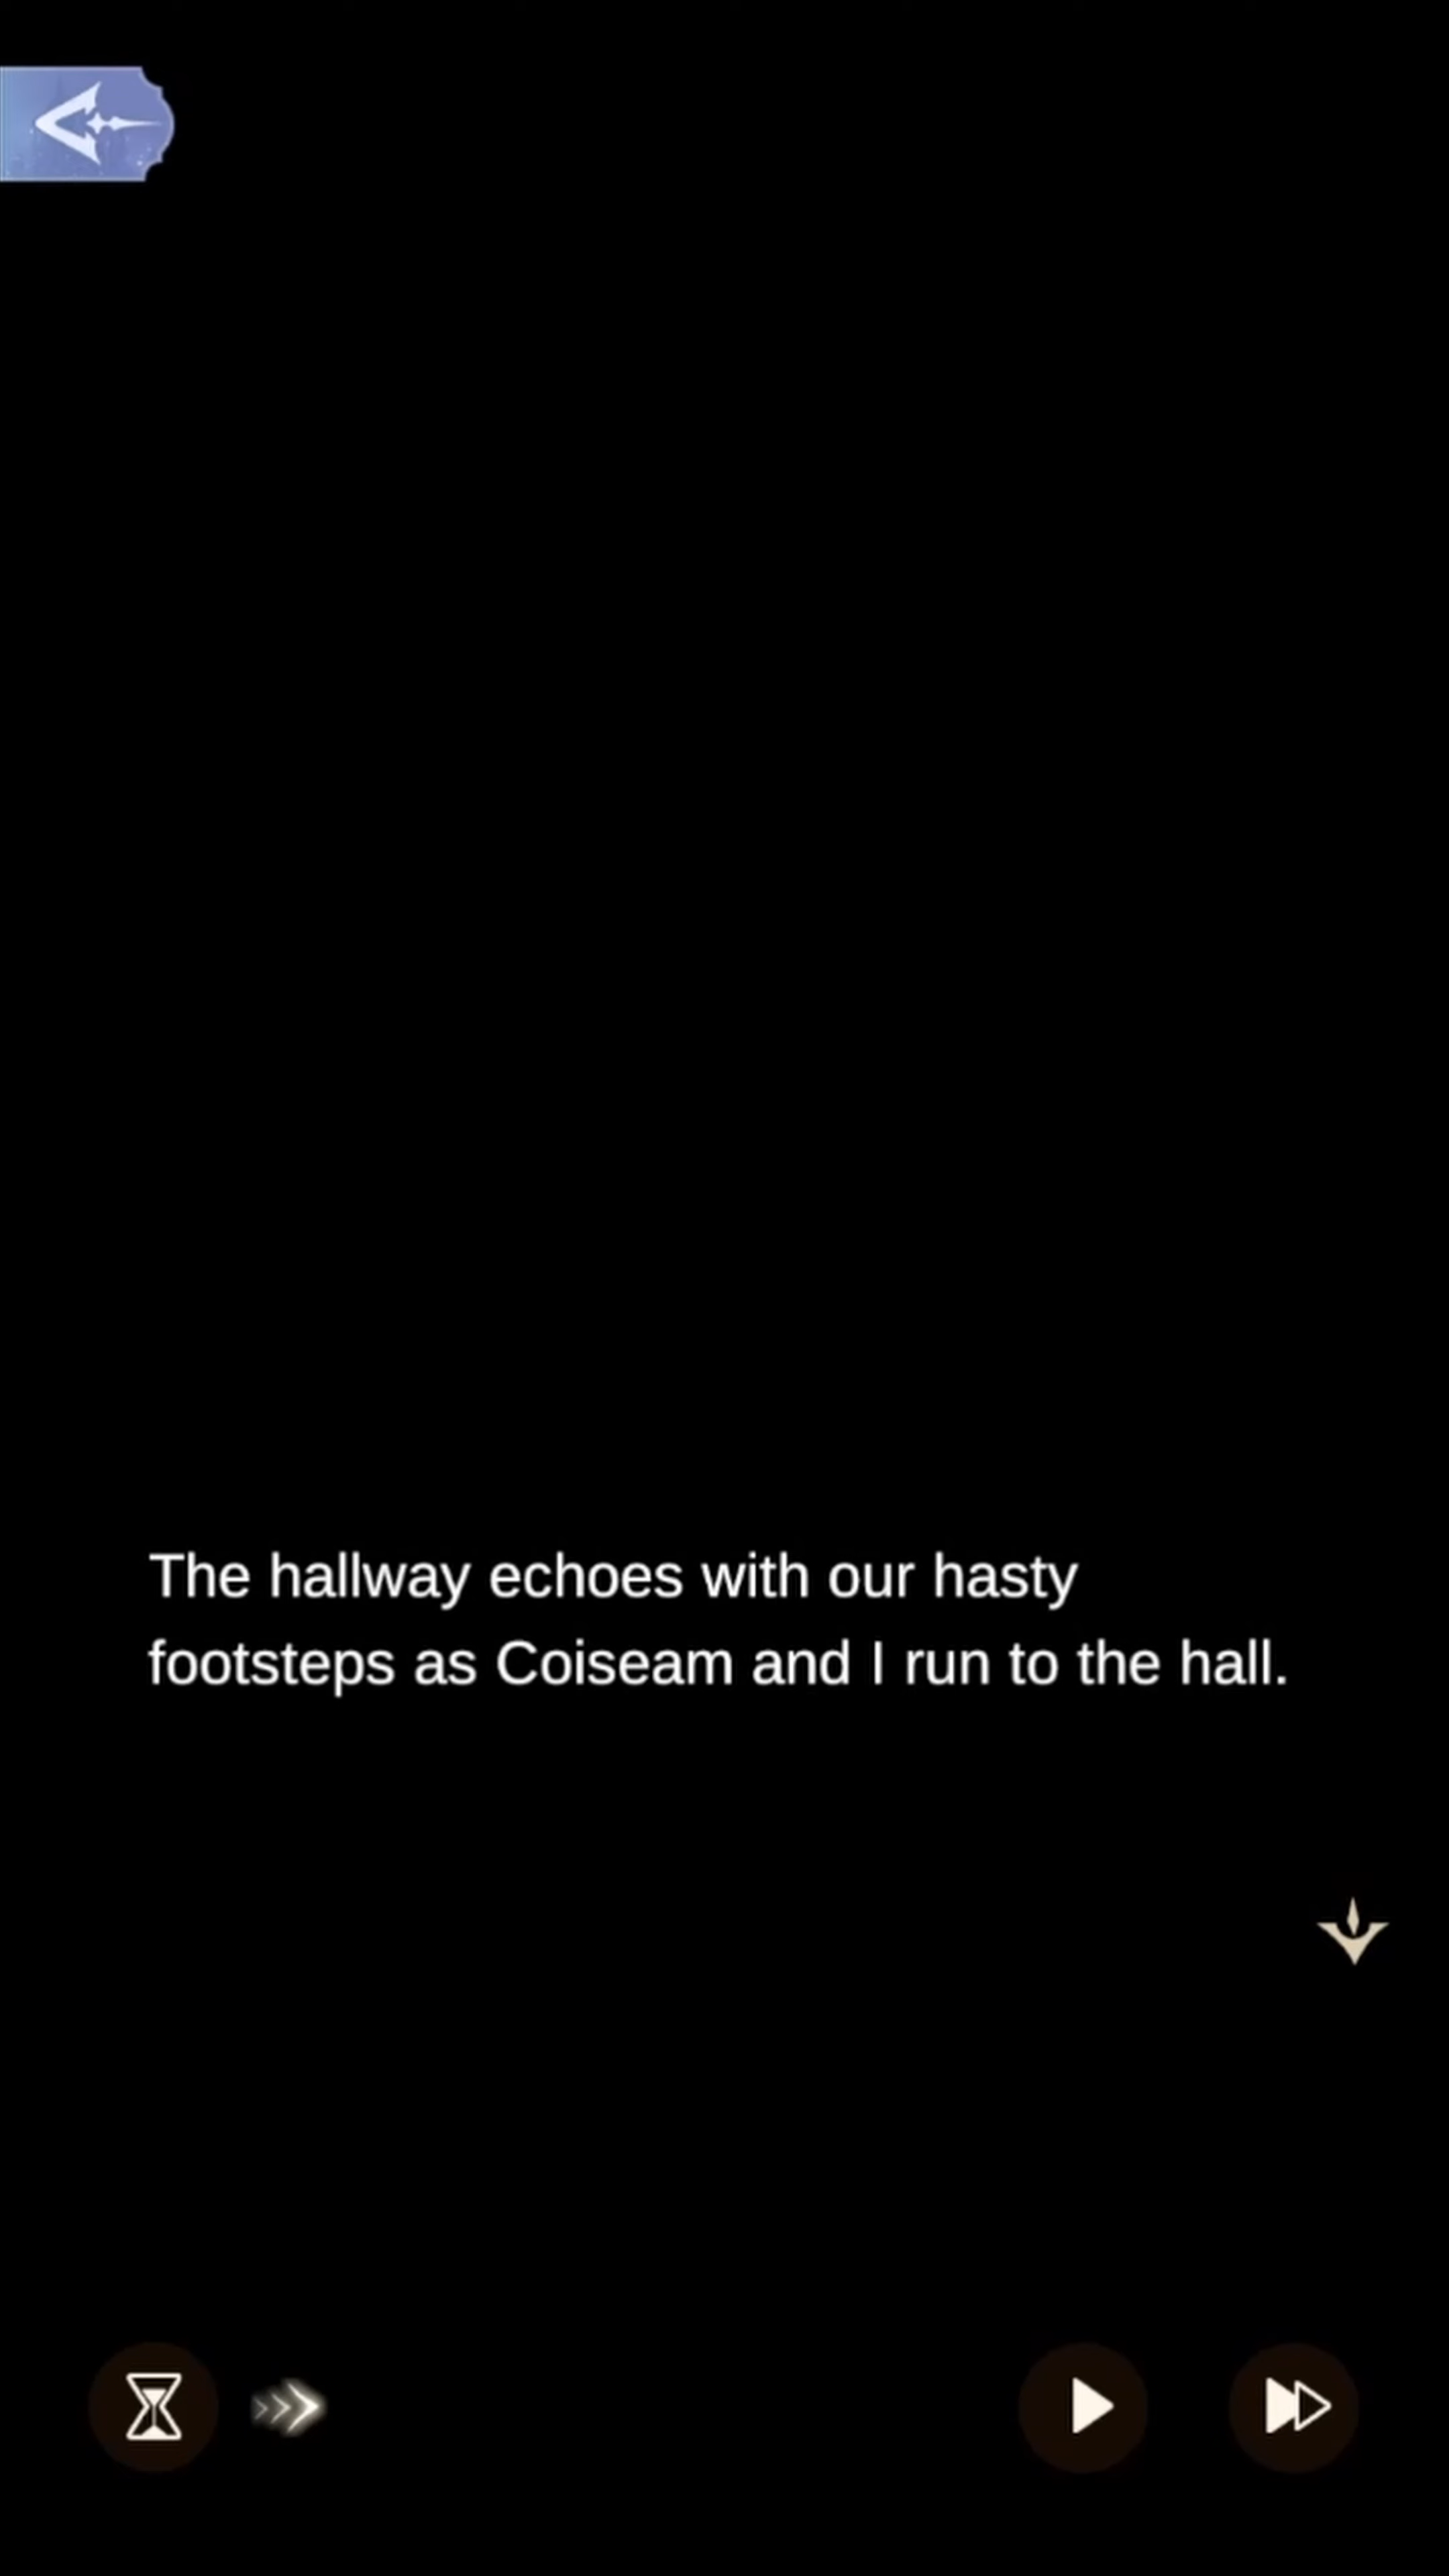 The hallway echoes with our hasty
footsteps as Coiseam and I run to the hall.